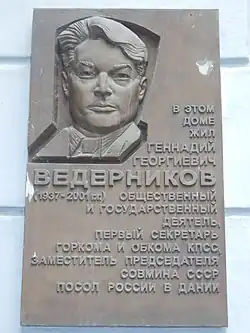 В ЭТОМ
ДОМЕ
ЖИЛ
ГЕННАДИЙ
ГЕОРГИЕВИЧ
ВЕДЕРНИКОВ
(1937-2001 гг.) ОБЩЕСТВЕННЫЙ
И ГОСУДАРСТВЕННЫЙ
ДЕЯТЕЛЬ,
ПЕРВЫЙ СЕКРЕТАРЬ
ГОРКОМА И ОБКОМА КПСС,
ЗАМЕСТИТЕЛЬ ПРЕДСЕДАТЕЛЯ
СОВМИНА СССР
ПОСОЛ РОССИИ В ДАНИИ